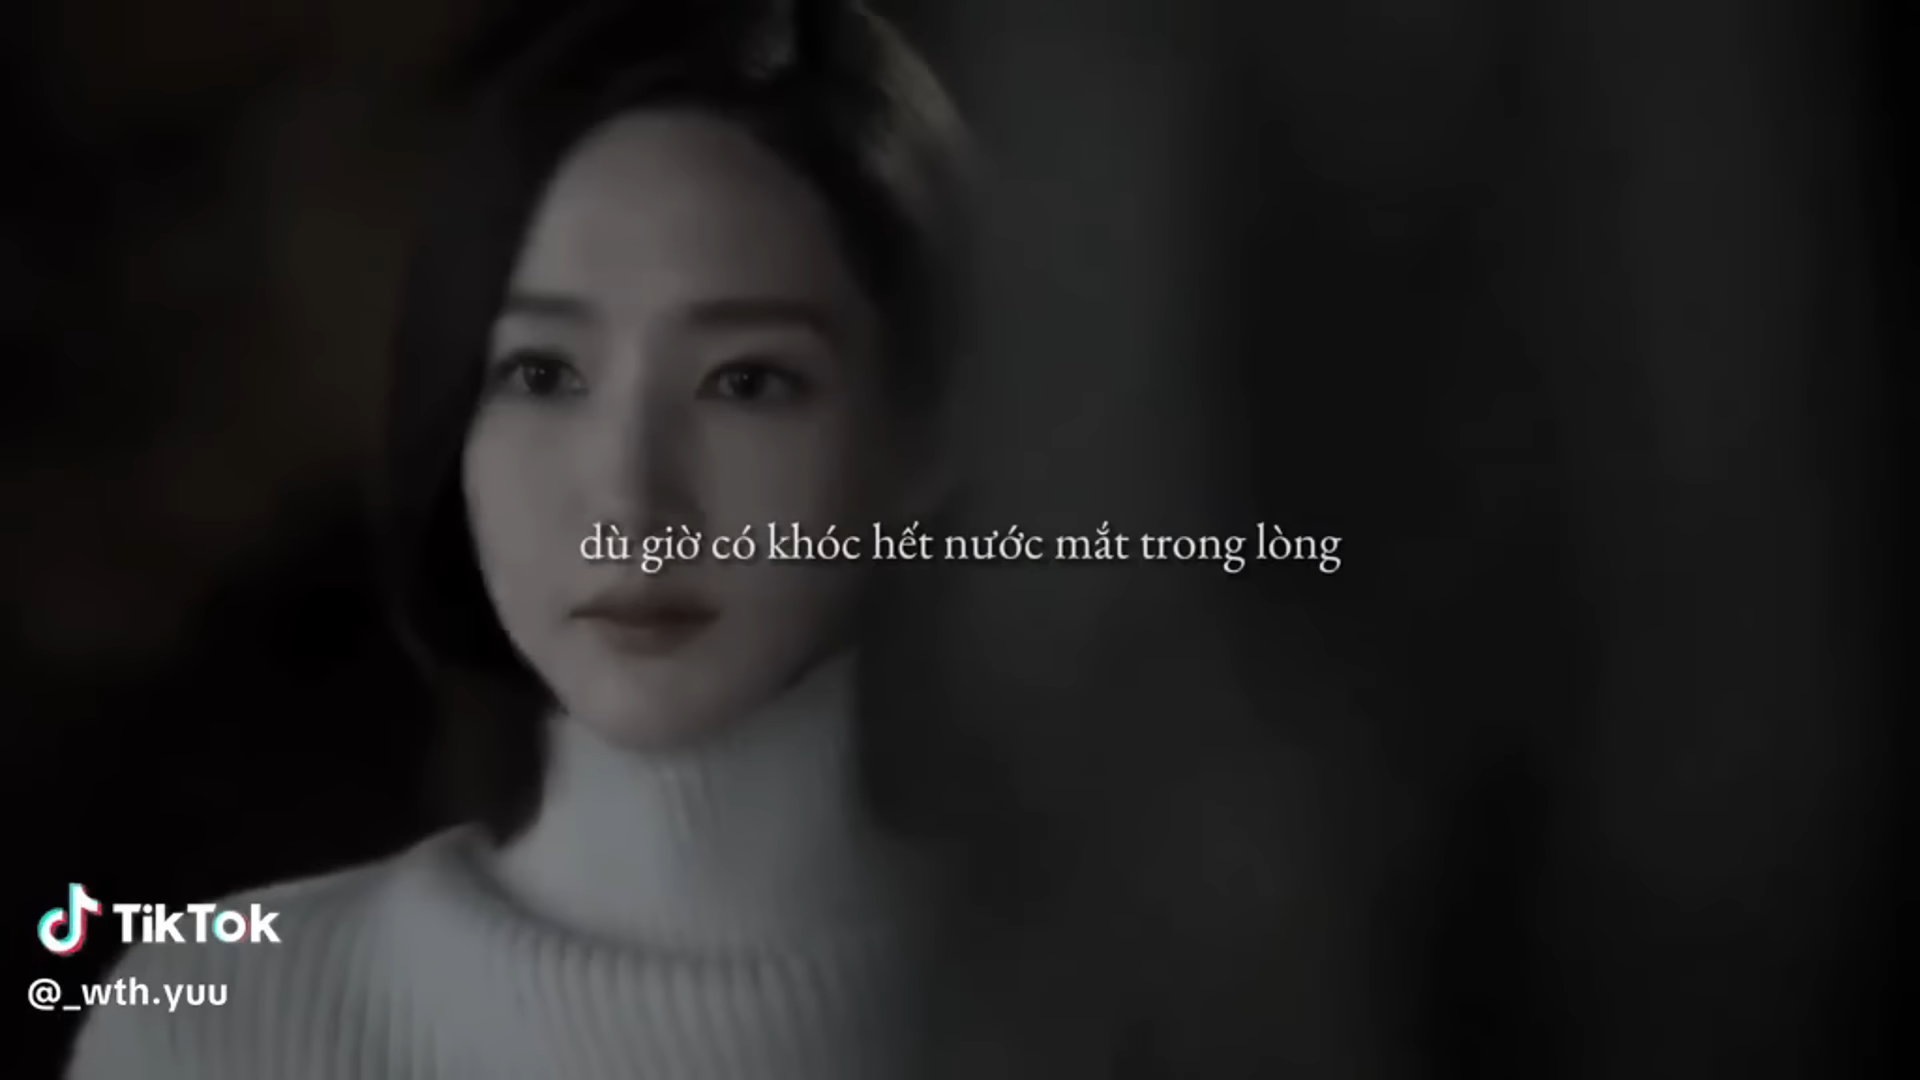 dù giờ có khóc hết nước mắt trong lòng
TikTok
@_wth.yuu